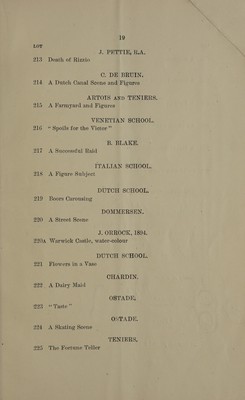 19
LOT
J. PETTIE, R.A.
213 Death of Rizzio
C. DE BRUIN.
214 A Dutch Canal Scene and Figures
ARTOIS AND TENIERS.
215 A Farmyard and Figures
VENETIAN SCHOOL.
216 "Spoils for the Victor"
B. BLAKE.
217 A Successful Raid
ITALIAN SCHOOL.
218 A Figure Subject
DUTCH SCHOOL.
219 Boors Carousing
DOMMERSEN.
220 A Street Scene
J. ORROCK, 1894.
220A Warwick Castle, water-colour
DUTCH SCHOOL.
221 Flowers in a Vase
CHARDIN.
222 A Dairy Maid
OSTADE.
223 "Taste"
OSTADE.
224 A Skating Scene
TENIERS.
225 The Fortune Teller